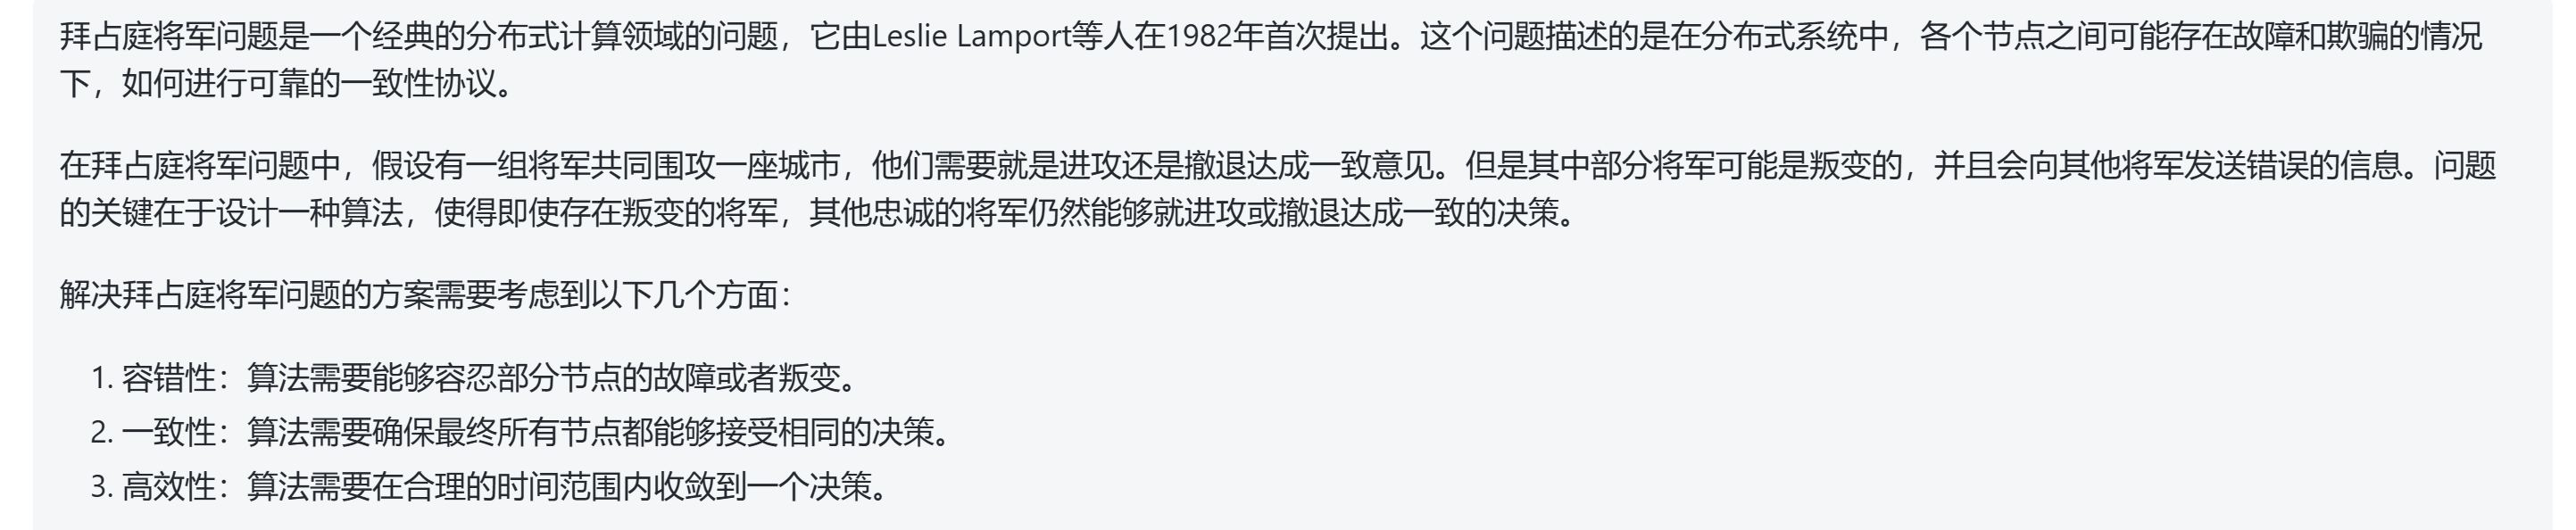 拜占庭将军问题是一个经典的分布式计算领域的问题，它由Leslie Lamport等人在1982年首次提出。这个问题描述的是在分布式系统中，各个节点之间可能存在故障和欺骗的情况
下，如何进行可靠的一致性协议。
在拜占庭将军问题中，假设有一组将军共同围攻一座城市，他们需要就是进攻还是撤退达成一致意见。但是其中部分将军可能是叛变的，并且会向其他将军发送错误的信息。问题
的关键在于设计一种算法，使得即使存在叛变的将军，其他忠诚的将军仍然能够就进攻或撤退达成一致的决策。
解决拜占庭将军问题的方案需要考虑到以下几个方面：
1. 容错性：算法需要能够容忍部分节点的故障或者叛变。
2. 一致性：算法需要确保最终所有节点都能够接受相同的决策。
3. 高效性：算法需要在合理的时间范围内收敛到一个决策。